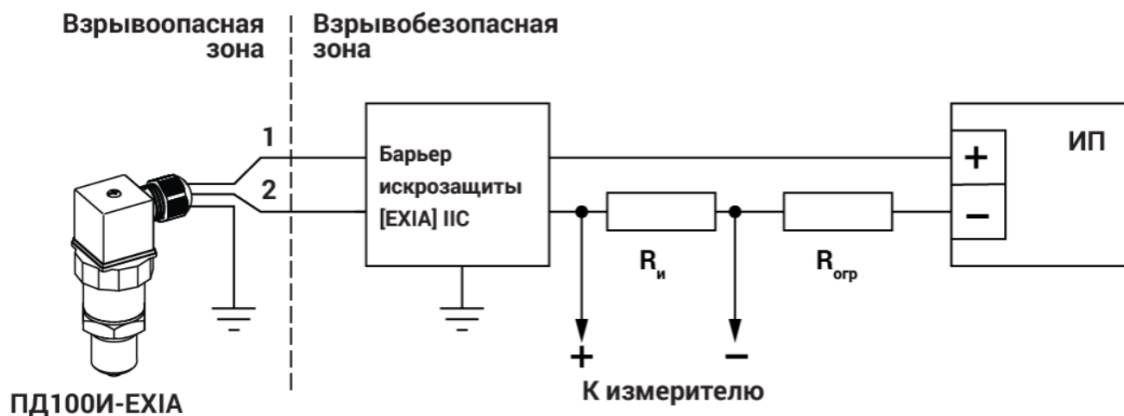 Взрывоопасная
зона
Взрывобезопасная
зона
1
2
Барьер
искрозащиты
[EXIA] IIC
+
−
ИП
Rи
Rогр
+
−
К измерителю
ПД100И-EXIA